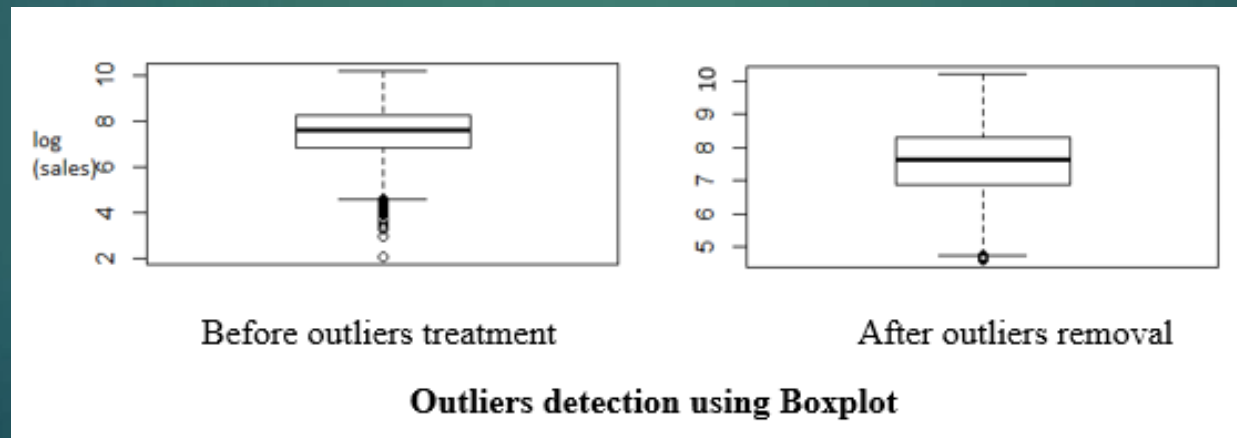 10
8
log
(sales)
6
4
2
10
9
8
7
6
5
Before outliers treatment
After outliers removal
Outliers detection using Boxplot